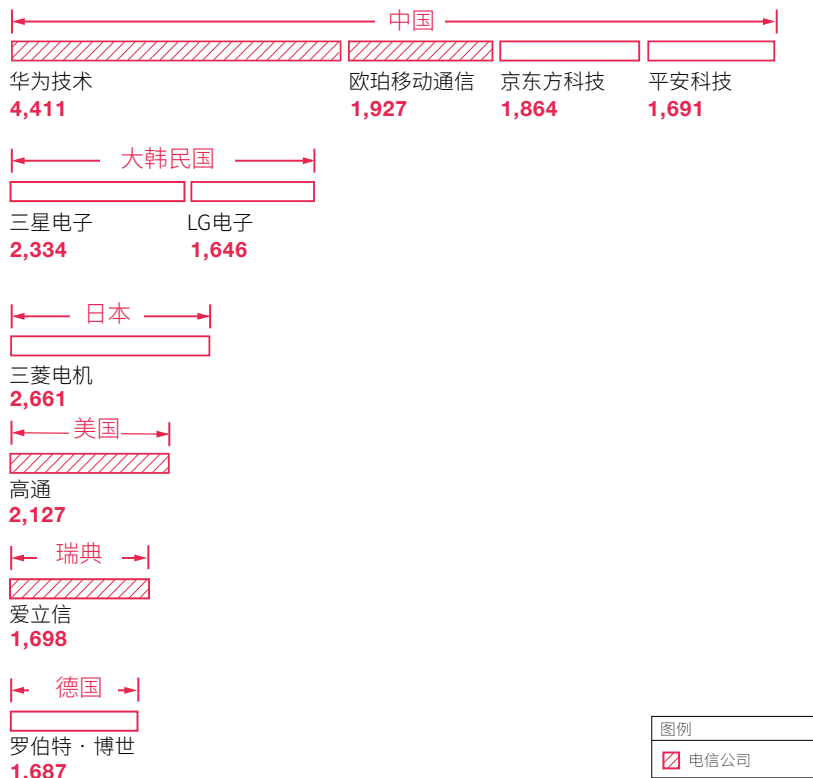 中国
华为技术 欧珀移动通信 京东方科技 平安科技
4,411 1,927 1,864 1,691
大韩民国
三星电子 LG电子
2,334 1,646
日本
三菱电机
2,661
美国
高通
2,127
瑞典
爱立信
1,698
德国
罗伯特·博世
1,687
图例
电信公司